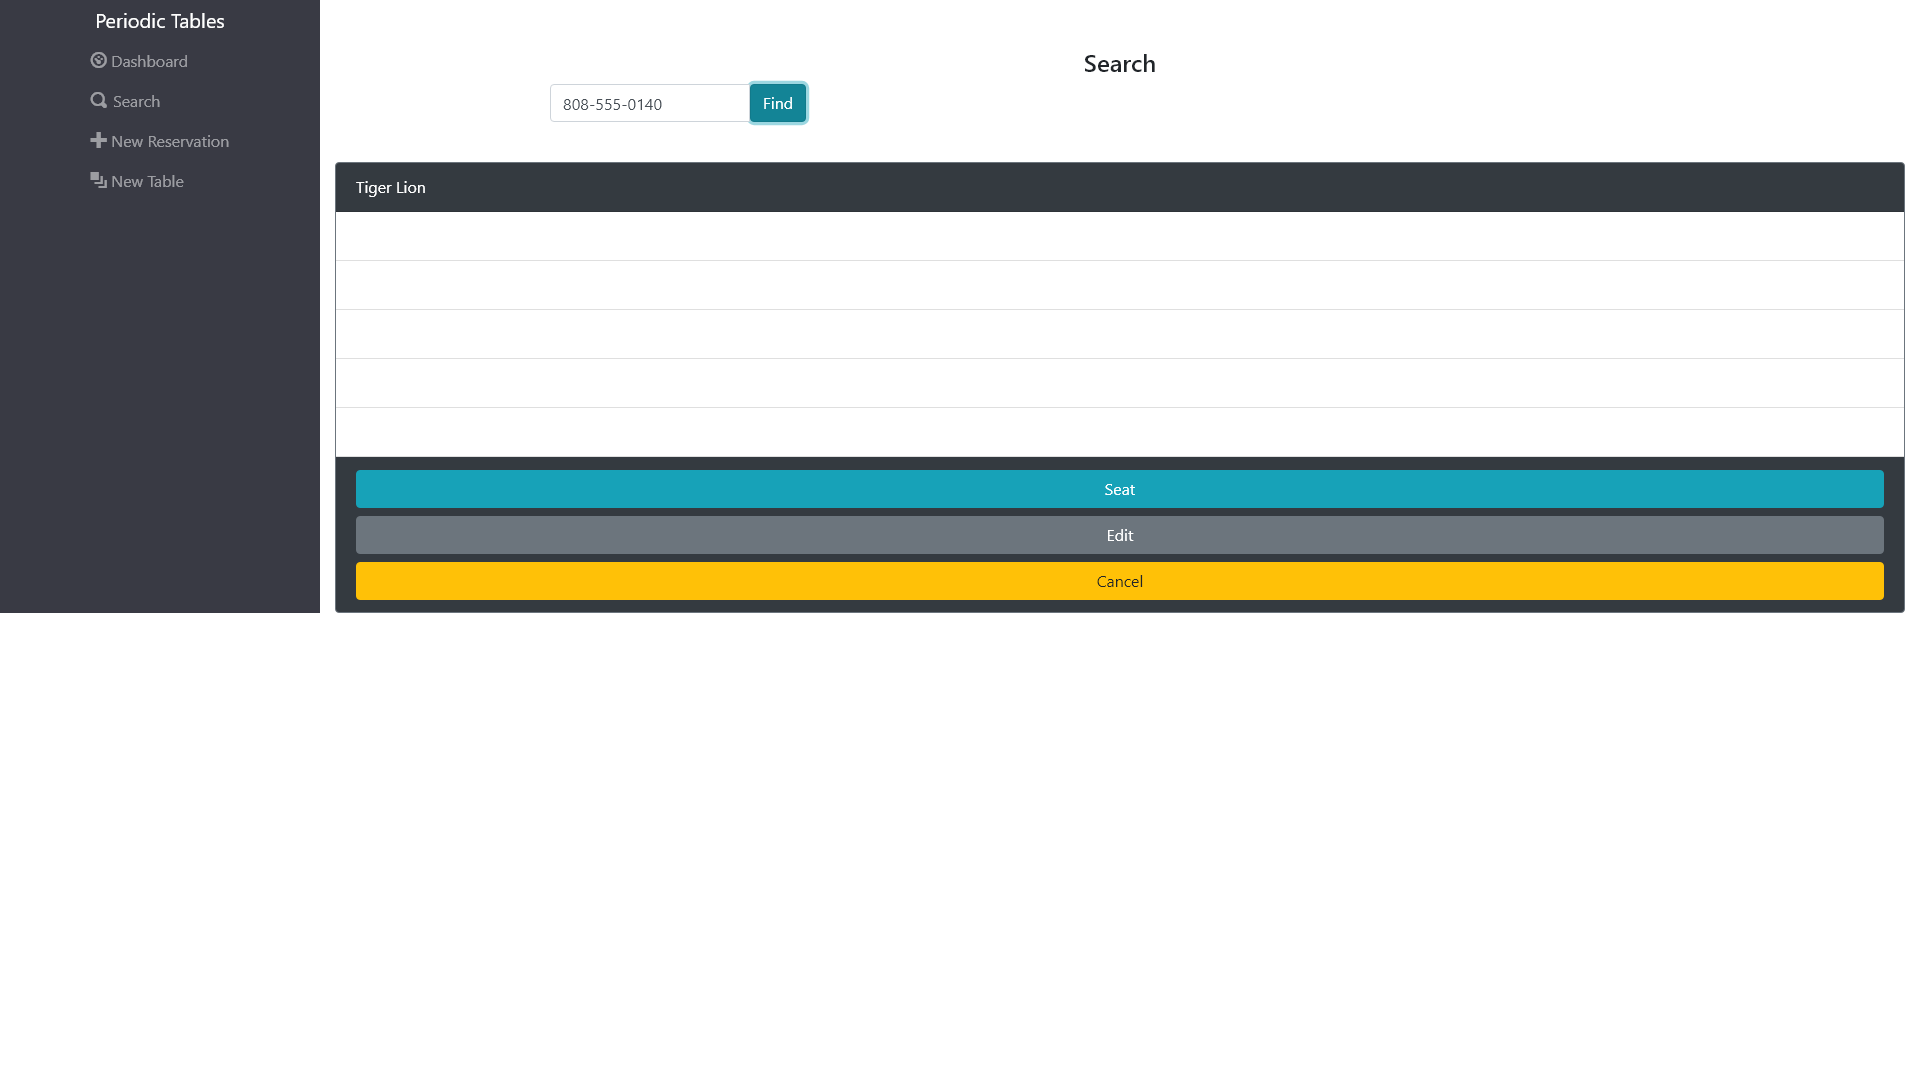 Periodic Tables
Dashboard
Search
New Reservation
New Table
Search
808-555-0140 Find
Tiger Lion
Seat
Edit
Cancel